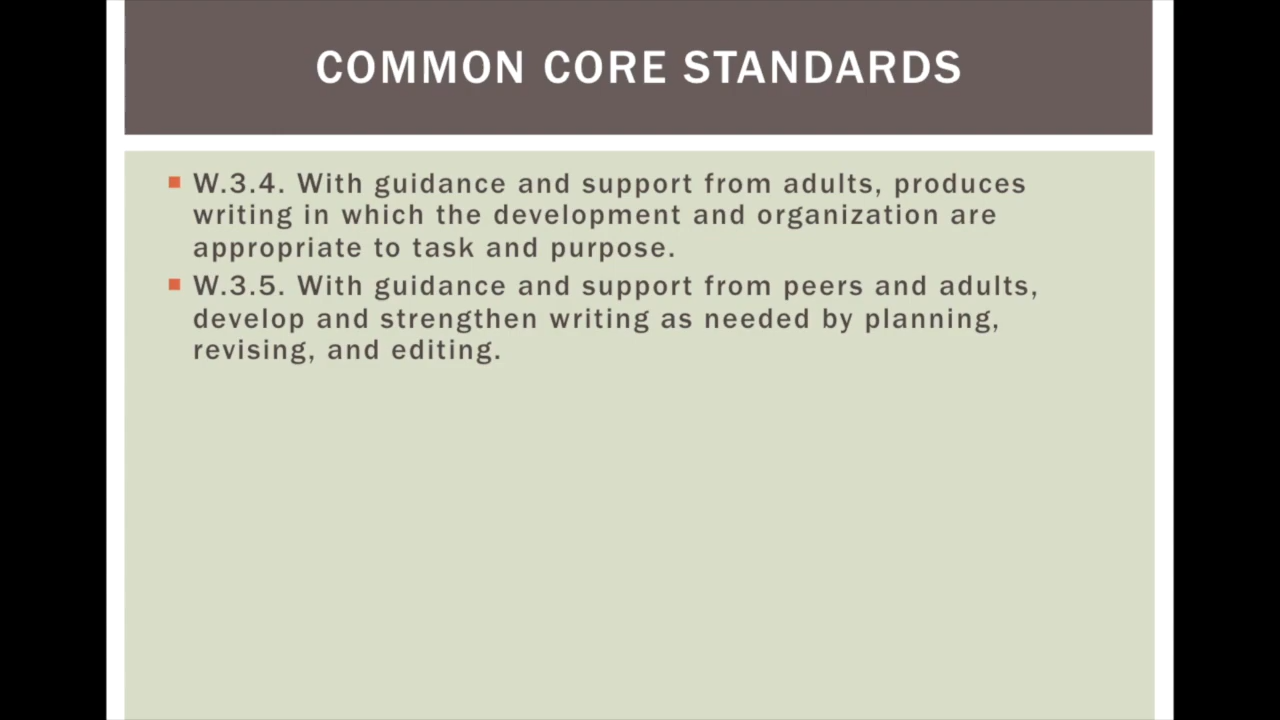 COMMON CORE STANDARDS
W.3.4. With guidance and support from adults, produces
writing in which the development and organization are
appropriate to task and purpose.
W.3.5. With guidance and support from peers and adults,
develop and strengthen writing as needed by planning,
revising, and editing.